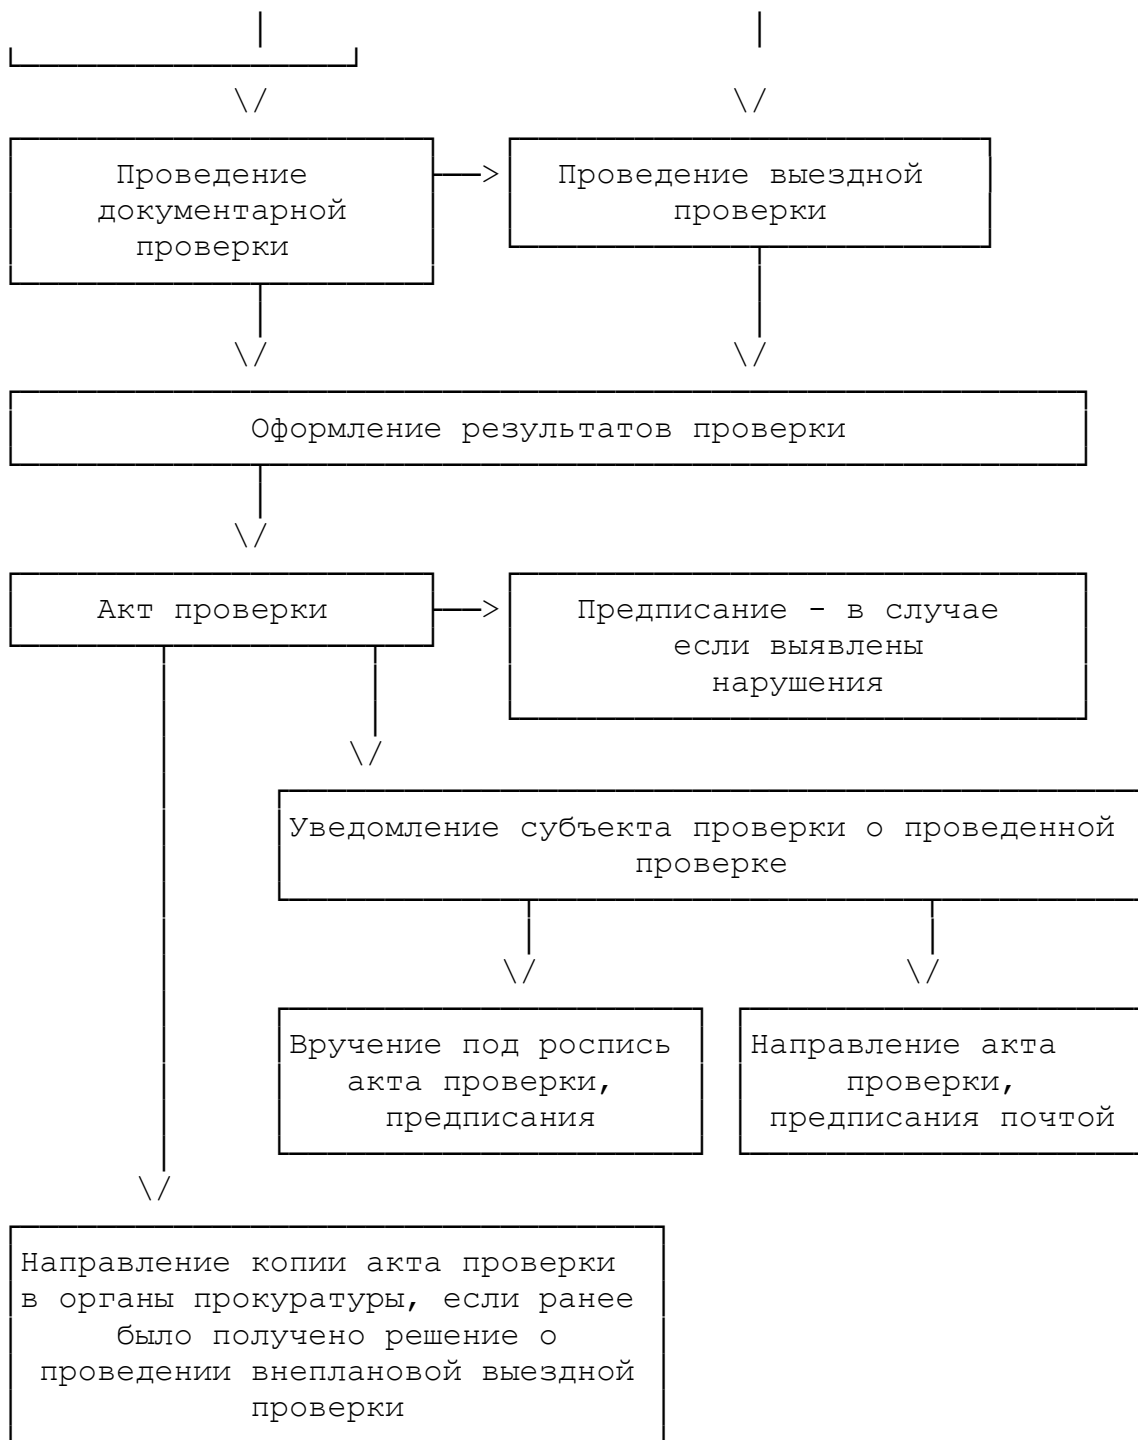 Проведение
документарной
проверки
Проведение выездной
проверки
Оформление результатов проверки
Акт проверки
Предписание - в случае
если выявлены
нарушения
Уведомление субъекта проверки о проведенной
проверке
Вручение под роспись
акта проверки,
предписания
Направление акта
проверки,
предписания почтой
Направление копии акта проверки
в органы прокуратуры, если ранее
было получено решение о
проведении внеплановой выездной
проверки